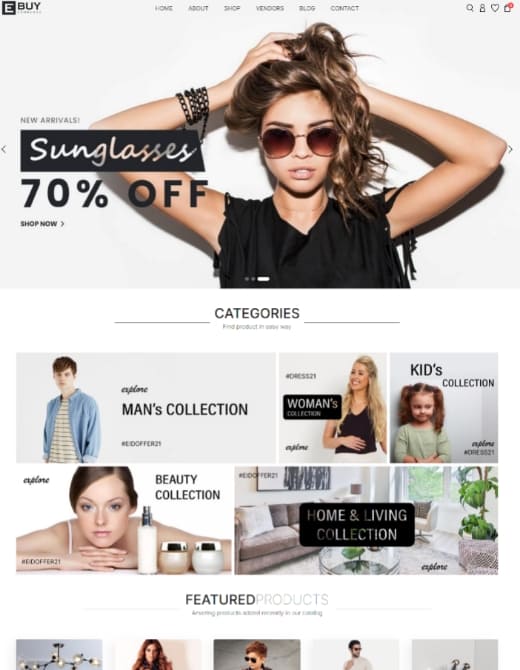 EBUY
HOME ABOUT SHOP VENDORS BLOG CONTACT
NEW ARRIVALS!
Sunglasses
70% OFF
SHOP NOW
CATEGORIES
Find product in easy way
explore
MAN's COLLECTION
#EIDOFFER21
#DRESS21
WOMAN's
COLLECTION
explore
KID's
COLLECTION
explore
#DRESS21
explore
BEAUTY
COLLECTION
#EIDOFFER21
#EIDOFFER21
HOME & LIVING
COLLECTION
explore
FEATURED PRODUCTS
Amazing products added recently in our catalog